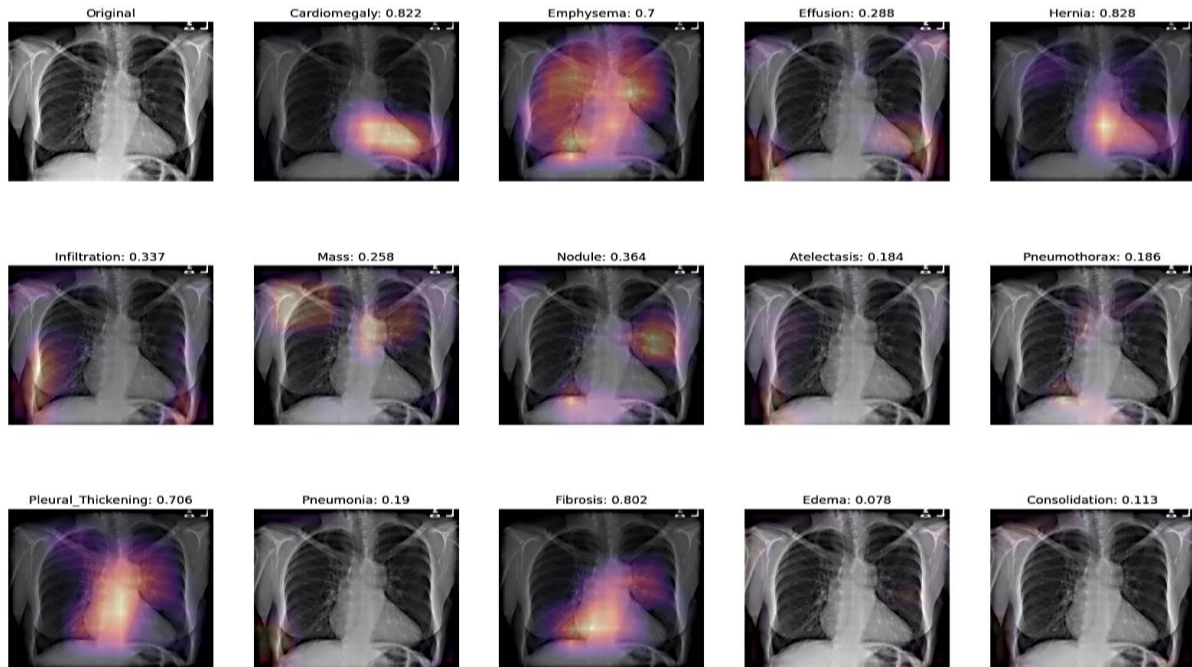 Original
Cardiomegaly: 0.822
Emphysema: 0.7
Effusion: 0.288
Hernia: 0.828
Infiltration: 0.337
Mass: 0.258
Nodule: 0.364
Atelectasis: 0.184
Pneumothorax: 0.186
Pleural_Thickening: 0.706
Pneumonia: 0.19
Fibrosis: 0.802
Edema: 0.078
Consolidation: 0.113